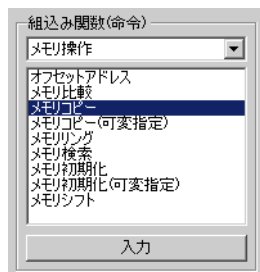 組込み関数(命令)
メモリ操作
オフセットアドレス
メモリ比較
メモリコピー
メモリコピー(可変指定)
メモリリング
メモリ検索
メモリ初期化
メモリ初期化(可変指定)
メモリシフト
入力